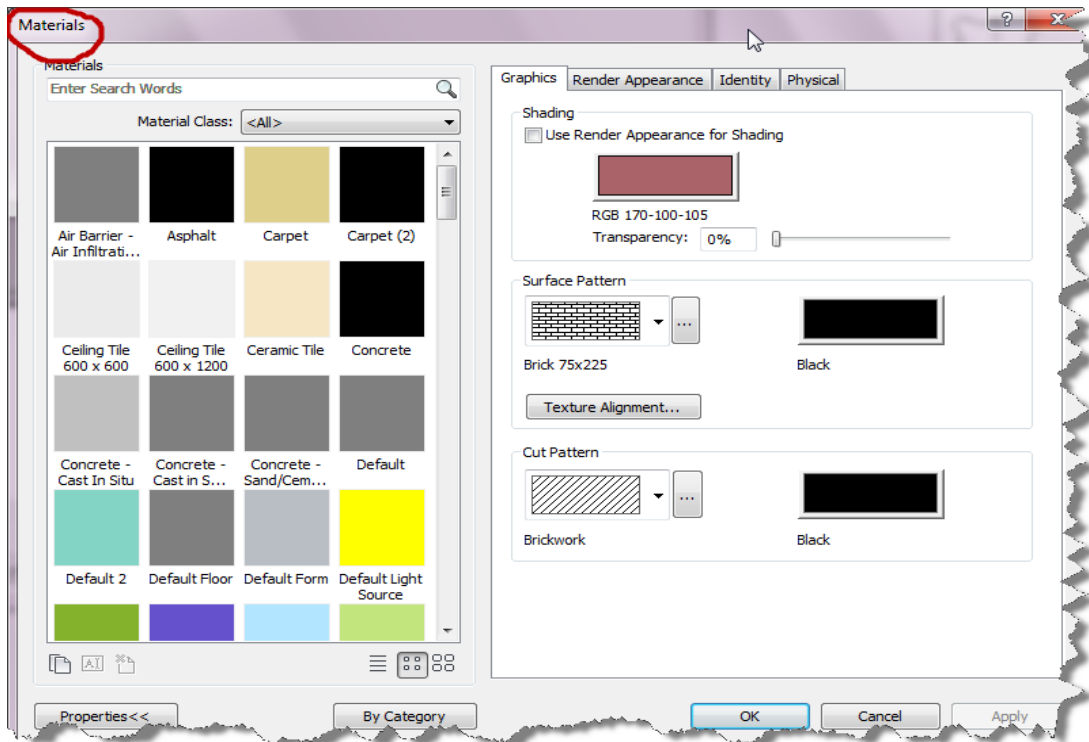 Materials
Materials
Enter Search Words
Material Class: <All>
Air Barrier - Asphalt Carpet Carpet (2)
Air Infiltrati...
Ceiling Tile Ceiling Tile Ceramic Tile Concrete
600 x 600 600 x 1200
Concrete - Concrete - Concrete - Default
Cast In Situ Cast in S... Sand/Cem...
Default 2 Default Floor Default Form Default Light
Source
AI
Properties<< By Category
Graphics Render Appearance Identity Physical
Shading
Use Render Appearance for Shading
RGB 170-100-105
Transparency: 0%
Surface Pattern
...
Brick 75x225 Black
Texture Alignment...
Cut Pattern
...
Brickwork Black
OK Cancel Apply